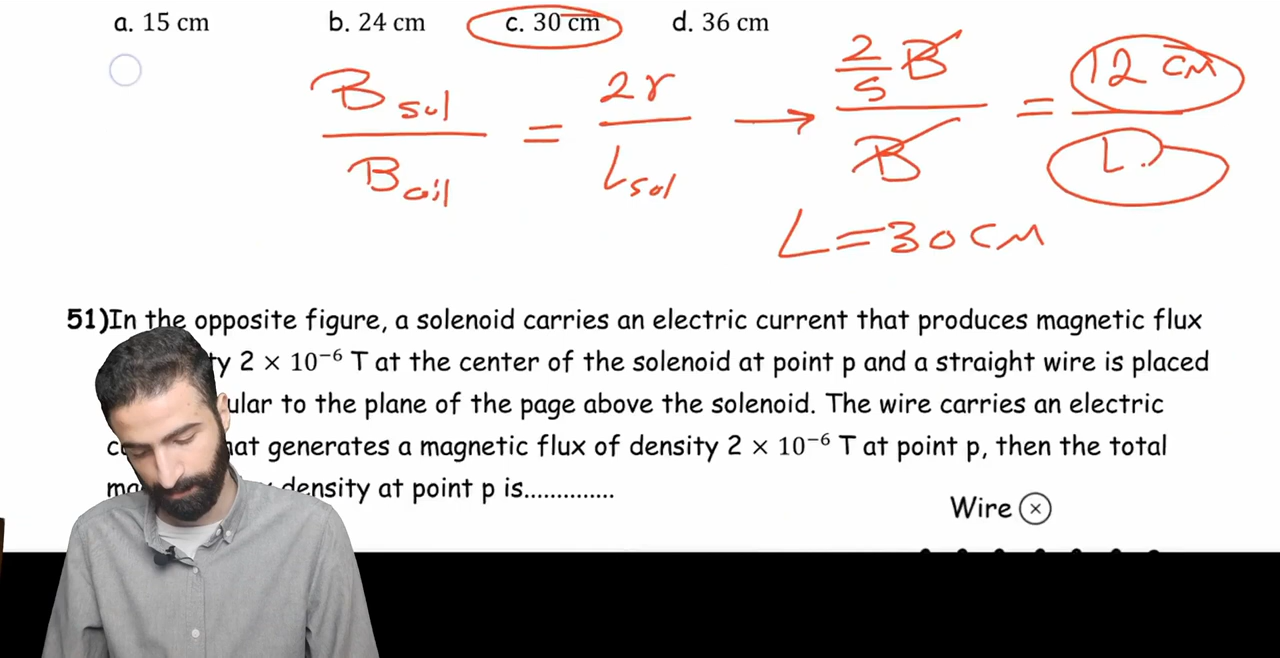 a. 15 cm b. 24 cm c. 30 cm d. 36 cm
B sol / B coil = 2r / L sol → 2/5 B / B = 12 cm / L ?
L = 30 cm
51) In the opposite figure, a solenoid carries an electric current that produces magnetic flux
y 2 × 10⁻⁶ T at the center of the solenoid at point p and a straight wire is placed
ular to the plane of the page above the solenoid. The wire carries an electric
c hat generates a magnetic flux of density 2 × 10⁻⁶ T at point p, then the total
ma density at point p is..............
Wire